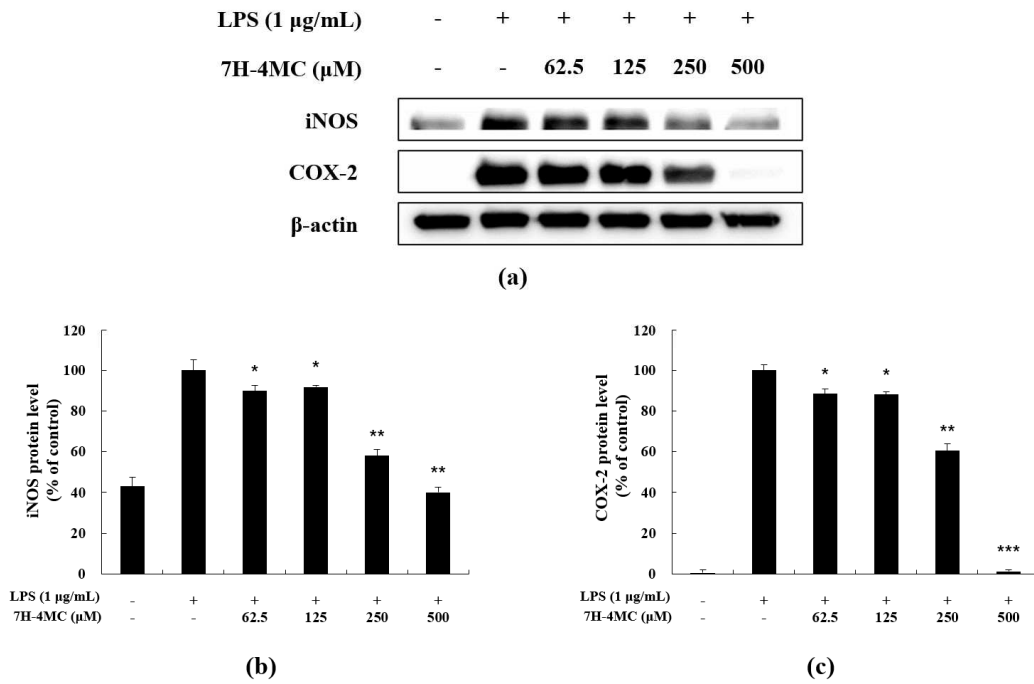 LPS (1 μg/mL) - + + + + +
7H-4MC (μM) - - 62.5 125 250 500
iNOS
COX-2
β-actin
(a)
iNOS protein level
(% of control)
120
100
80
60
40
20
0
* * ** **
LPS (1 μg/mL) - + + + + +
7H-4MC (μM) - - 62.5 125 250 500
(b)
COX-2 protein level
(% of control)
120
100
80
60
40
20
0
* * ** ***
LPS (1 μg/mL) - + + + + +
7H-4MC (μM) - - 62.5 125 250 500
(c)